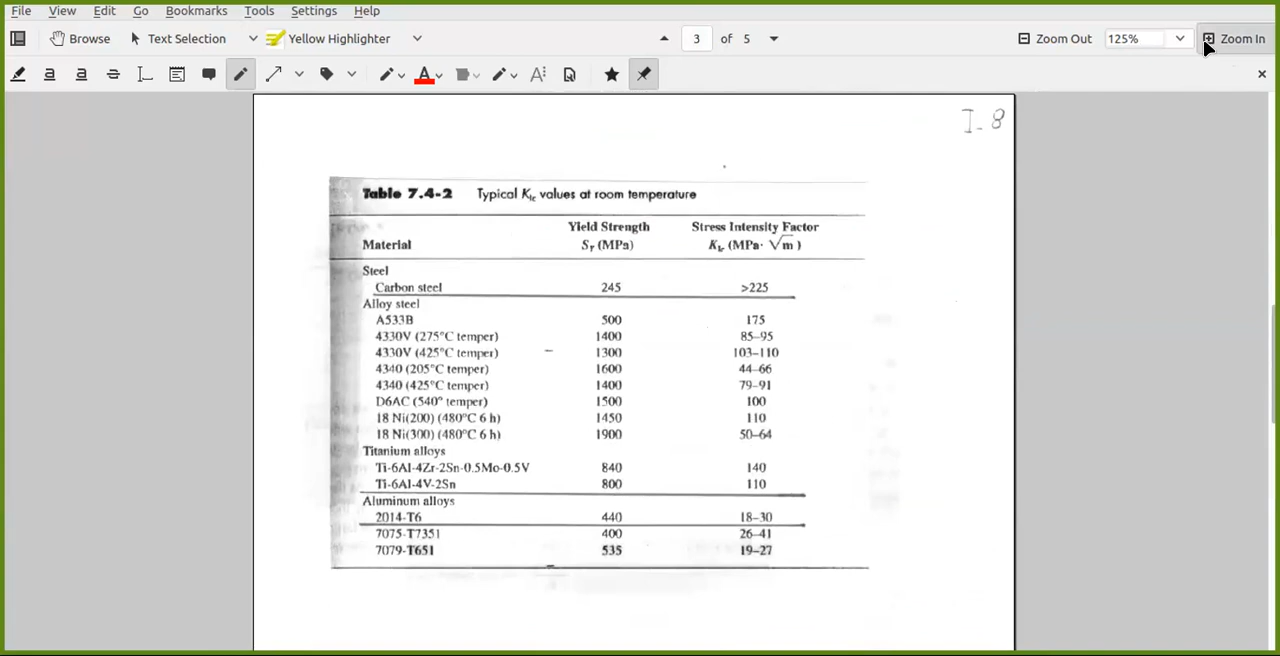 File View Edit Go Bookmarks Tools Settings Help
Browse Text Selection Yellow Highlighter 3 of 5 Zoom Out 125% Zoom In
I-8
Table 7.4-2 Typical KIc values at room temperature
Yield Strength Stress Intensity Factor
Material SY (MPa) KIc (MPa· √m )
Steel
Carbon steel 245 >225
Alloy steel
A533B 500 175
4330V (275°C temper) 1400 85–95
4330V (425°C temper) 1300 103–110
4340 (205°C temper) 1600 44–66
4340 (425°C temper) 1400 79–91
D6AC (540° temper) 1500 100
18 Ni(200) (480°C 6 h) 1450 110
18 Ni(300) (480°C 6 h) 1900 50–64
Titanium alloys
Ti-6Al-4Zr-2Sn-0.5Mo-0.5V 840 140
Ti-6Al-4V-2Sn 800 110
Aluminum alloys
2014-T6 440 18–30
7075-T7351 400 26–41
7079-T651 535 19–27